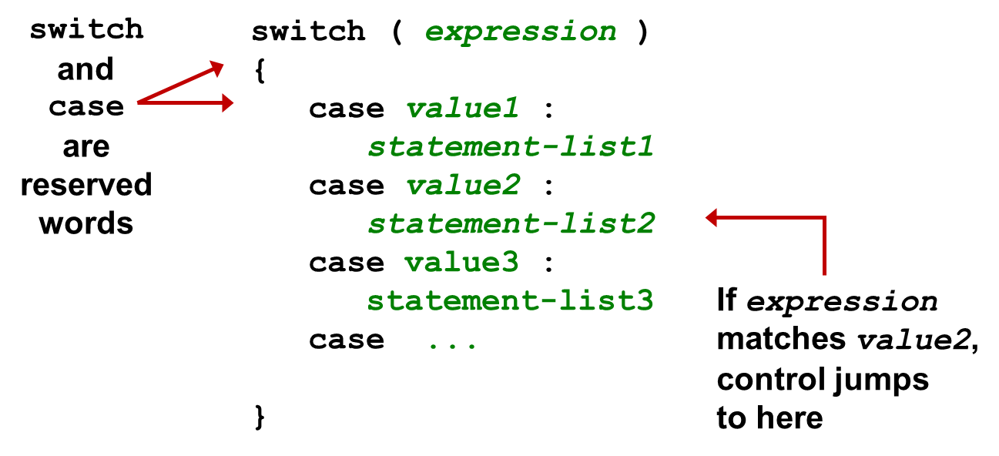 switch
and
case
are
reserved
words
switch ( expression )
{
case value1 :
statement-list1
case value2 :
statement-list2
case value3 :
statement-list3
case ...
}
If expression
matches value2,
control jumps
to here